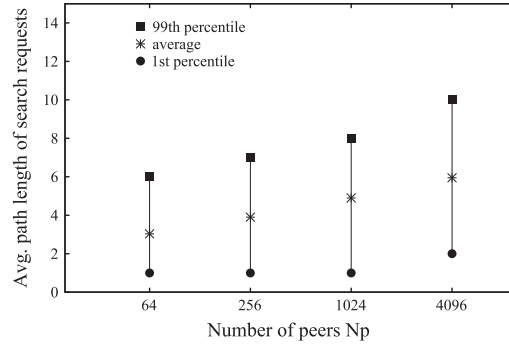 Avg. path length of search requests
14
12
10
8
6
4
2
0
99th percentile
average
1st percentile
64
256
1024
4096
Number of peers Np